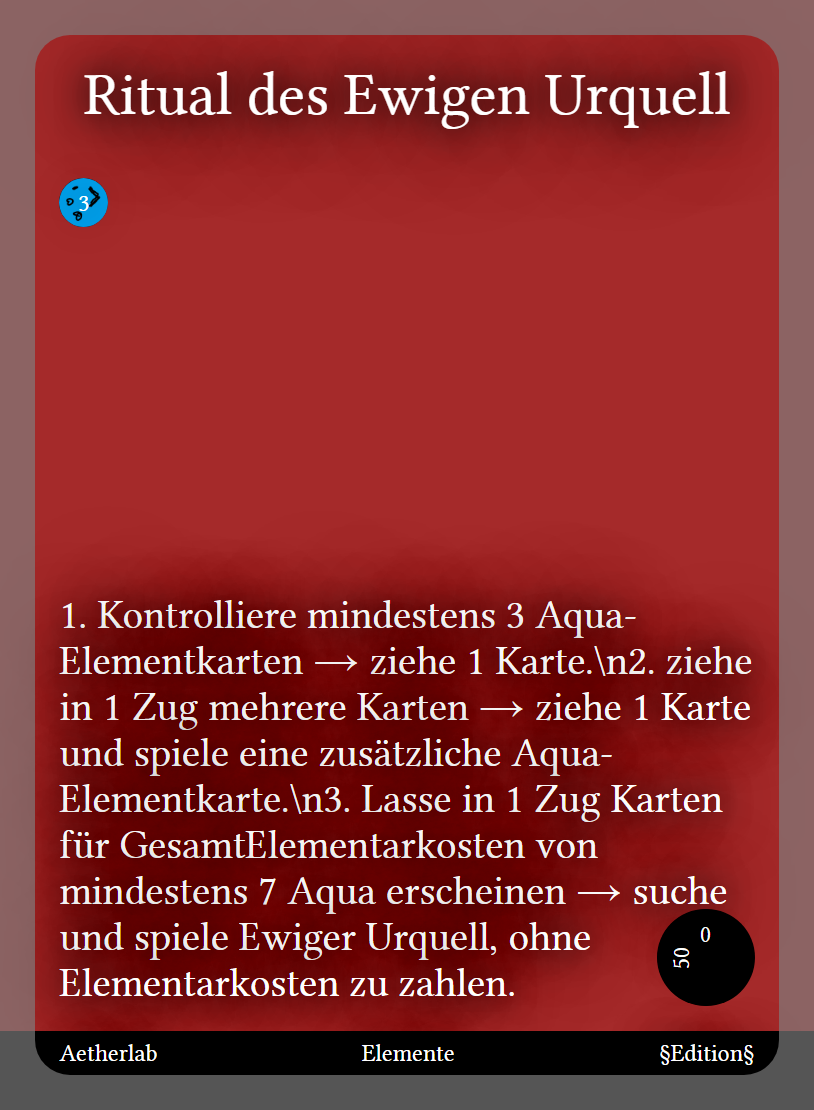 Ritual des Ewigen Urquell
3
1. Kontrolliere mindestens 3 Aqua-
Elementkarten ⟶ ziehe 1 Karte.\n2. ziehe
in 1 Zug mehrere Karten ⟶ ziehe 1 Karte
und spiele eine zusätzliche Aqua-
Elementkarte.\n3. Lasse in 1 Zug Karten
für GesamtElementarkosten von
mindestens 7 Aqua erscheinen ⟶ suche
und spiele Ewiger Urquell, ohne
Elementarkosten zu zahlen.
0
50
Aetherlab Elemente §Edition§